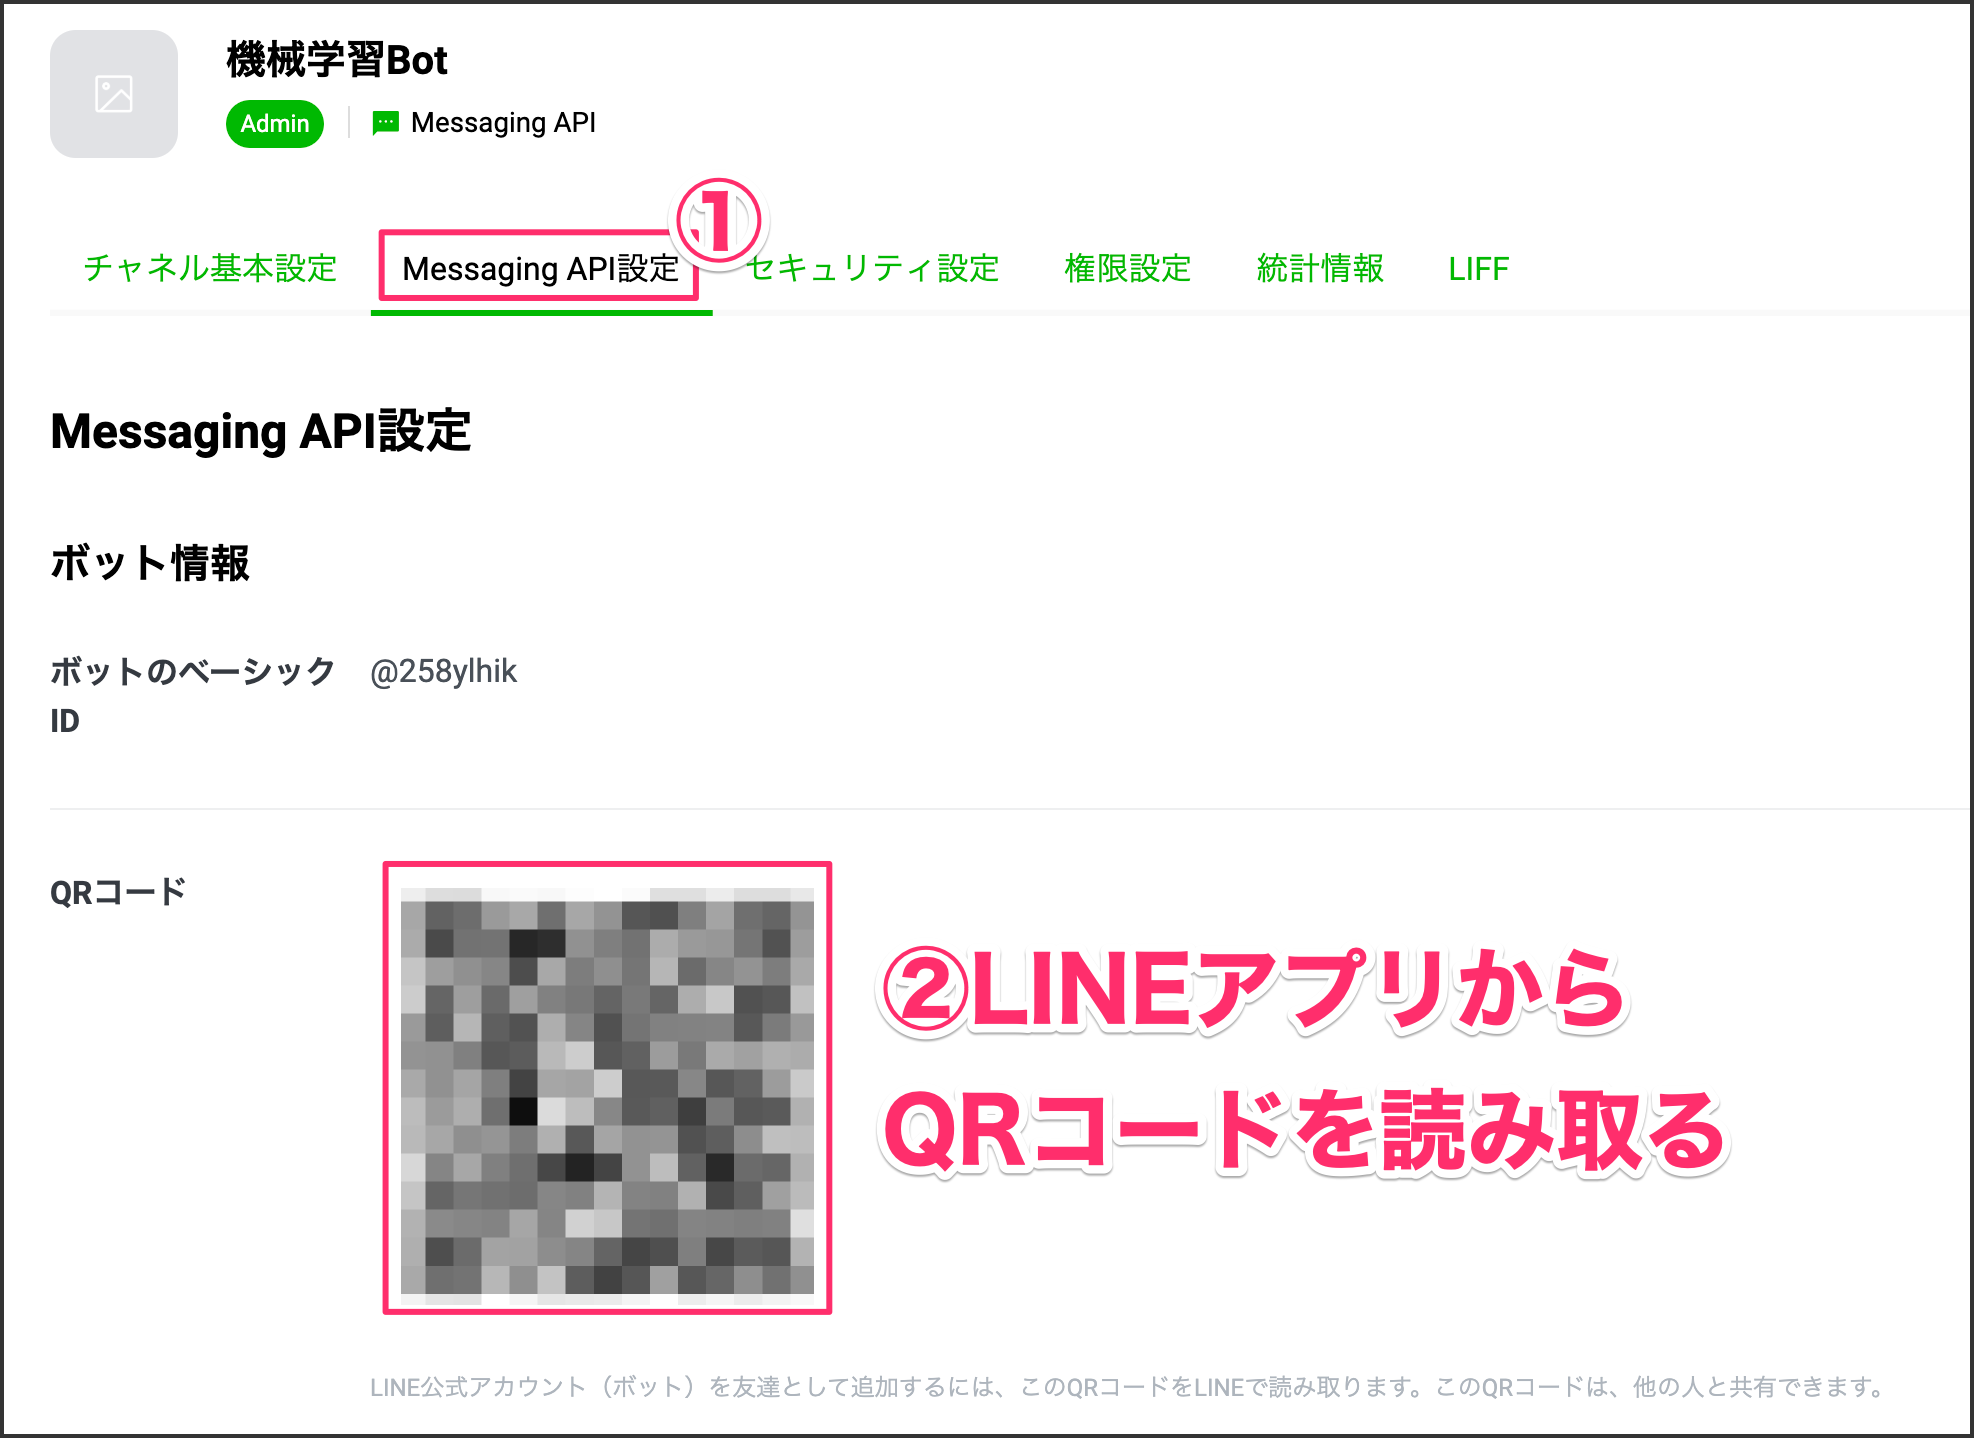 機械学習Bot
Admin
Messaging API
①
チャネル基本設定
Messaging API設定
セキュリティ設定
権限設定
統計情報
LIFF
Messaging API設定
ボット情報
ボットのベーシック
ID
@258ylhik
QRコード
②LINEアプリから
QRコードを読み取る
LINE公式アカウント（ボット）を友達として追加するには、このQRコードをLINEで読み取ります。このQRコードは、他の人と共有できます。